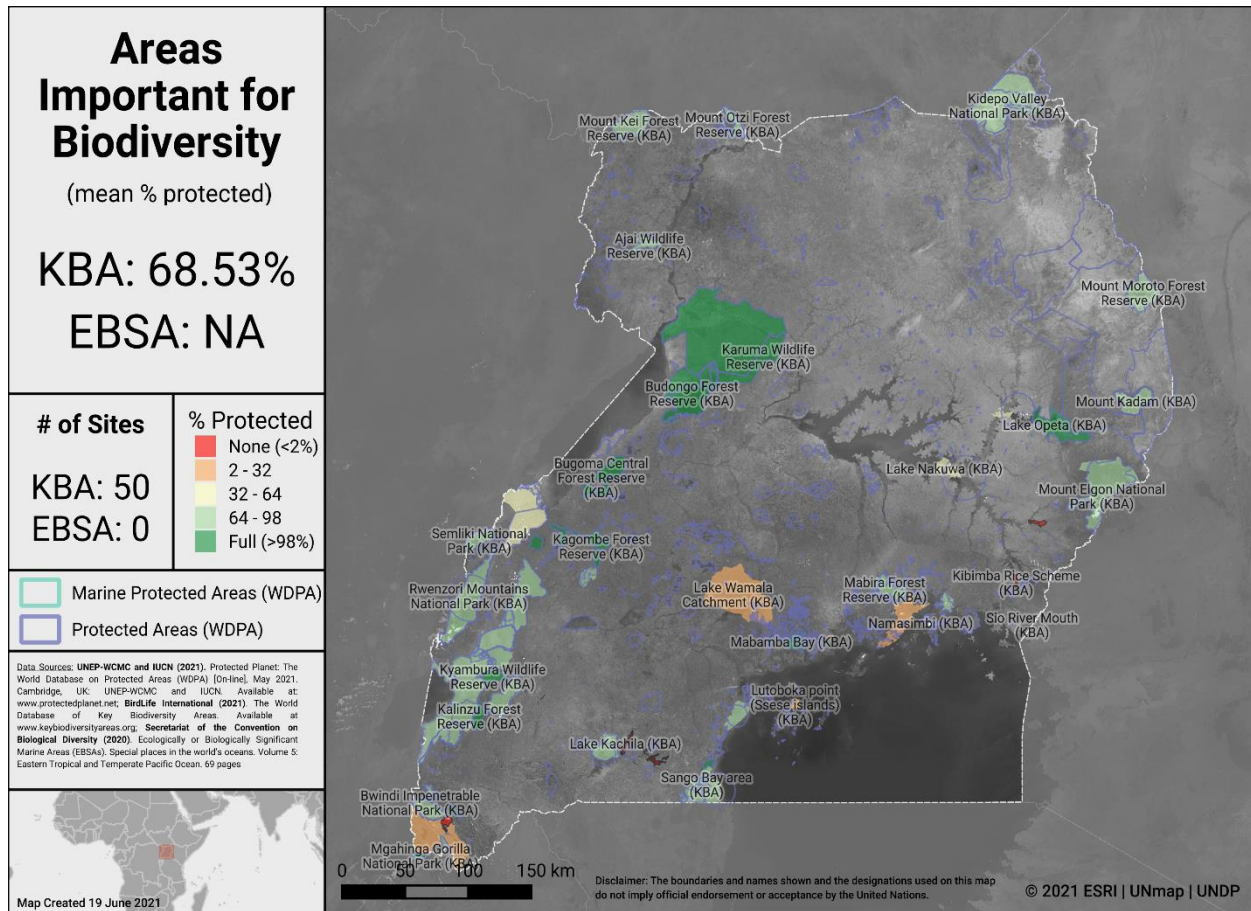 Areas
Important for
Biodiversity
(mean % protected)
KBA: 68.53%
EBSA: NA
# of Sites
KBA: 50
EBSA: 0
% Protected
None (<2%)
2 - 32
32 - 64
64 - 98
Full (>98%)
Marine Protected Areas (WDPA)
Protected Areas (WDPA)
Data Sources: UNEP-WCMC and IUCN (2021). Protected Planet: The
World Database on Protected Areas (WDPA) [On-line], May 2021.
Cambridge, UK: UNEP-WCMC and IUCN. Available at:
www.protectedplanet.net; BirdLife International (2021). The World
Database of Key Biodiversity Areas. Available at
www.keybiodiversityareas.org; Secretariat of the Convention on
Biological Diversity (2020). Ecologically or Biologically Significant
Marine Areas (EBSAs). Special places in the world's oceans. Volume 5:
Eastern Tropical and Temperate Pacific Ocean. 69 pages
Map Created 19 June 2021
Kidepo Valley
National Park (KBA)
Mount Kei Forest
Reserve (KBA)
Mount Otzi Forest
Reserve (KBA)
Ajai Wildlife
Reserve (KBA)
Mount Moroto Forest
Reserve (KBA)
Karuma Wildlife
Reserve (KBA)
Budongo Forest
Reserve (KBA)
Mount Kadam (KBA)
Lake Opeta (KBA)
Bugoma Central
Forest Reserve
(KBA)
Lake Nakuwa (KBA)
Mount Elgon National
Park (KBA)
Semliki National
Park (KBA)
Kagombe Forest
Reserve (KBA)
Rwenzori Mountains
National Park (KBA)
Lake Wamala
Catchment (KBA)
Mabira Forest
Reserve (KBA)
Kibimba Rice Scheme
(KBA)
Namasimbi (KBA)
Sio River Mouth
(KBA)
Mabamba Bay (KBA)
Kyambura Wildlife
Reserve (KBA)
Kalinzu Forest
Reserve (KBA)
Lutoboka point
(Ssese islands)
(KBA)
Lake Kachila (KBA)
Sango Bay area
(KBA)
Bwindi Impenetrable
National Park (KBA)
Mgahinga Gorilla
National Park (KBA)
0 50 100 150 km
Disclaimer: The boundaries and names shown and the designations used on this map
do not imply official endorsement or acceptance by the United Nations.
© 2021 ESRI | UNmap | UNDP